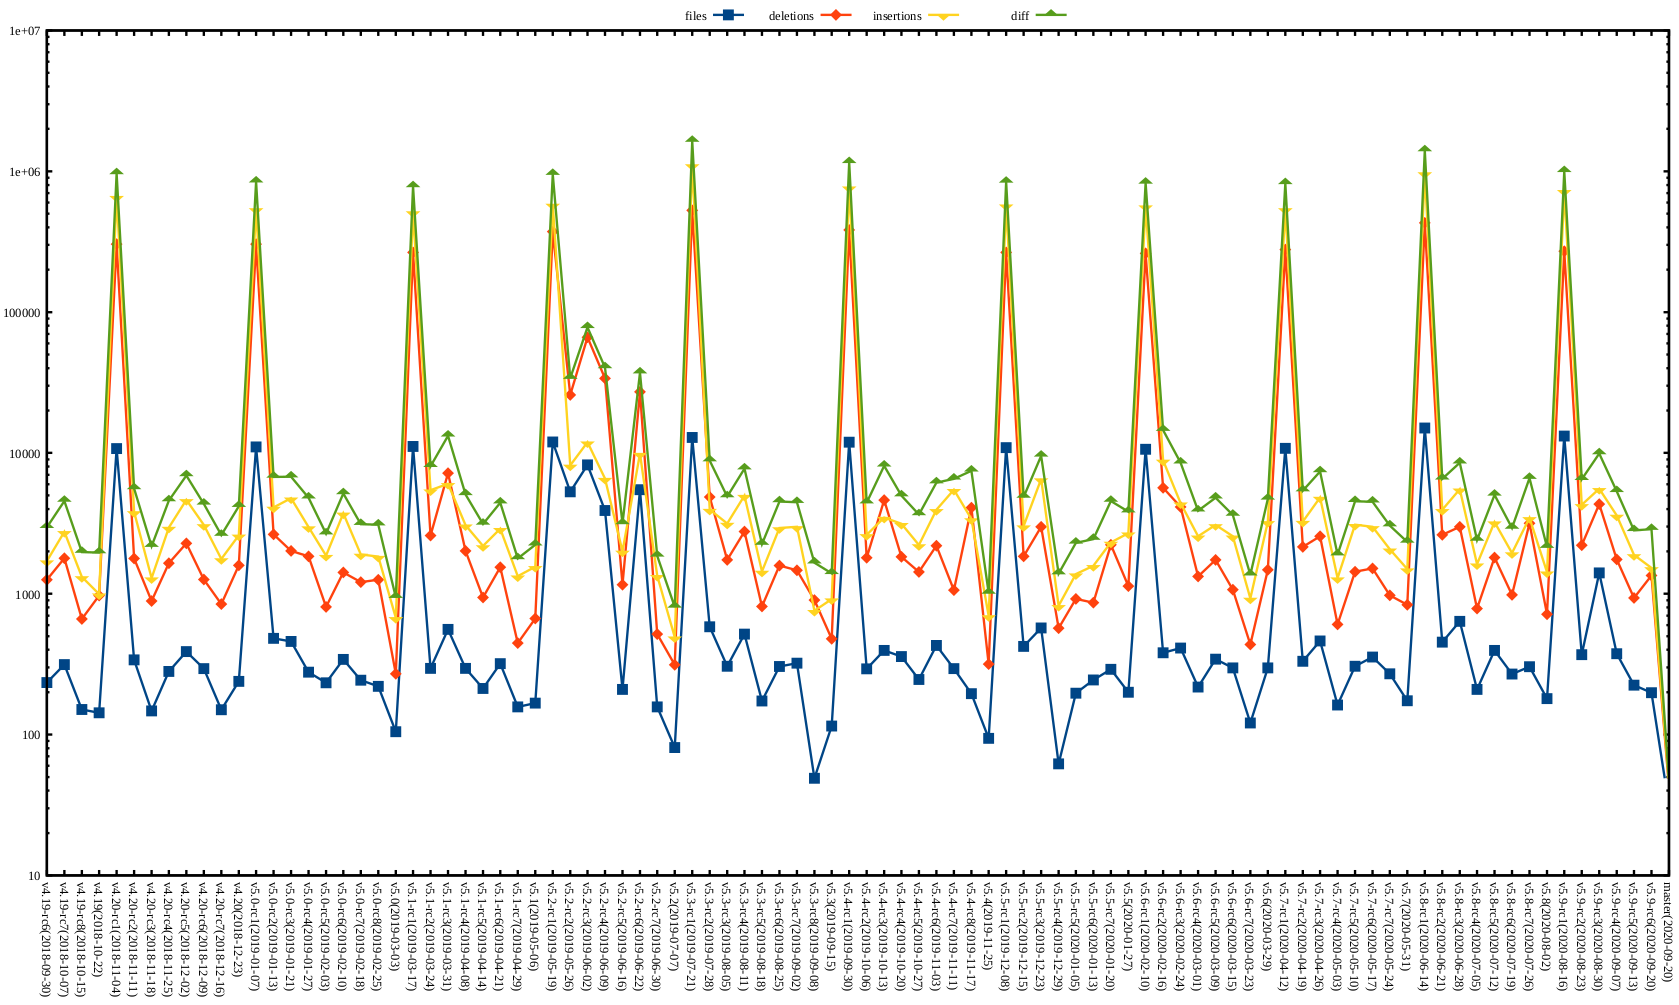 files deletions insertions diff
1e+07
1e+06
100000
10000
1000
100
10
v4.19-rc6(2018-09-30)
v4.19-rc7(2018-10-07)
v4.19-rc8(2018-10-15)
v4.19(2018-10-22)
v4.20-rc1(2018-11-04)
v4.20-rc2(2018-11-11)
v4.20-rc3(2018-11-18)
v4.20-rc4(2018-11-25)
v4.20-rc5(2018-12-02)
v4.20-rc6(2018-12-09)
v4.20-rc7(2018-12-16)
v4.20(2018-12-23)
v5.0-rc1(2019-01-07)
v5.0-rc2(2019-01-13)
v5.0-rc3(2019-01-21)
v5.0-rc4(2019-01-27)
v5.0-rc5(2019-02-03)
v5.0-rc6(2019-02-10)
v5.0-rc7(2019-02-18)
v5.0-rc8(2019-02-25)
v5.0(2019-03-03)
v5.1-rc1(2019-03-17)
v5.1-rc2(2019-03-24)
v5.1-rc3(2019-03-31)
v5.1-rc4(2019-04-08)
v5.1-rc5(2019-04-14)
v5.1-rc6(2019-04-21)
v5.1-rc7(2019-04-29)
v5.1(2019-05-06)
v5.2-rc1(2019-05-19)
v5.2-rc2(2019-05-26)
v5.2-rc3(2019-06-02)
v5.2-rc4(2019-06-09)
v5.2-rc5(2019-06-16)
v5.2-rc6(2019-06-22)
v5.2-rc7(2019-06-30)
v5.2(2019-07-07)
v5.3-rc1(2019-07-21)
v5.3-rc2(2019-07-28)
v5.3-rc3(2019-08-05)
v5.3-rc4(2019-08-11)
v5.3-rc5(2019-08-18)
v5.3-rc6(2019-08-25)
v5.3-rc7(2019-09-02)
v5.3-rc8(2019-09-08)
v5.3(2019-09-15)
v5.4-rc1(2019-09-30)
v5.4-rc2(2019-10-06)
v5.4-rc3(2019-10-13)
v5.4-rc4(2019-10-20)
v5.4-rc5(2019-10-27)
v5.4-rc6(2019-11-03)
v5.4-rc7(2019-11-11)
v5.4-rc8(2019-11-17)
v5.4(2019-11-25)
v5.5-rc1(2019-12-08)
v5.5-rc2(2019-12-15)
v5.5-rc3(2019-12-23)
v5.5-rc4(2019-12-29)
v5.5-rc5(2020-01-05)
v5.5-rc6(2020-01-13)
v5.5-rc7(2020-01-20)
v5.5(2020-01-27)
v5.6-rc1(2020-02-10)
v5.6-rc2(2020-02-16)
v5.6-rc3(2020-02-24)
v5.6-rc4(2020-03-01)
v5.6-rc5(2020-03-09)
v5.6-rc6(2020-03-15)
v5.6-rc7(2020-03-23)
v5.6(2020-03-29)
v5.7-rc1(2020-04-12)
v5.7-rc2(2020-04-19)
v5.7-rc3(2020-04-26)
v5.7-rc4(2020-05-03)
v5.7-rc5(2020-05-10)
v5.7-rc6(2020-05-17)
v5.7-rc7(2020-05-24)
v5.7(2020-05-31)
v5.8-rc1(2020-06-14)
v5.8-rc2(2020-06-21)
v5.8-rc3(2020-06-28)
v5.8-rc4(2020-07-05)
v5.8-rc5(2020-07-12)
v5.8-rc6(2020-07-19)
v5.8-rc7(2020-07-26)
v5.8(2020-08-02)
v5.9-rc1(2020-08-16)
v5.9-rc2(2020-08-23)
v5.9-rc3(2020-08-30)
v5.9-rc4(2020-09-07)
v5.9-rc5(2020-09-13)
v5.9-rc6(2020-09-20)
master(2020-09-20)